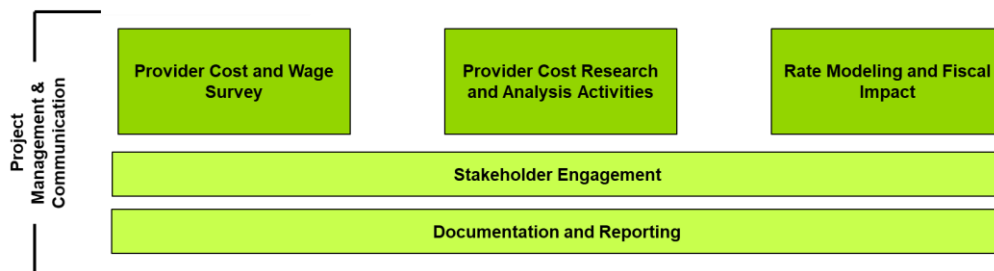 Project
Management &
Communication
Provider Cost and Wage
Survey
Provider Cost Research
and Analysis Activities
Rate Modeling and Fiscal
Impact
Stakeholder Engagement
Documentation and Reporting